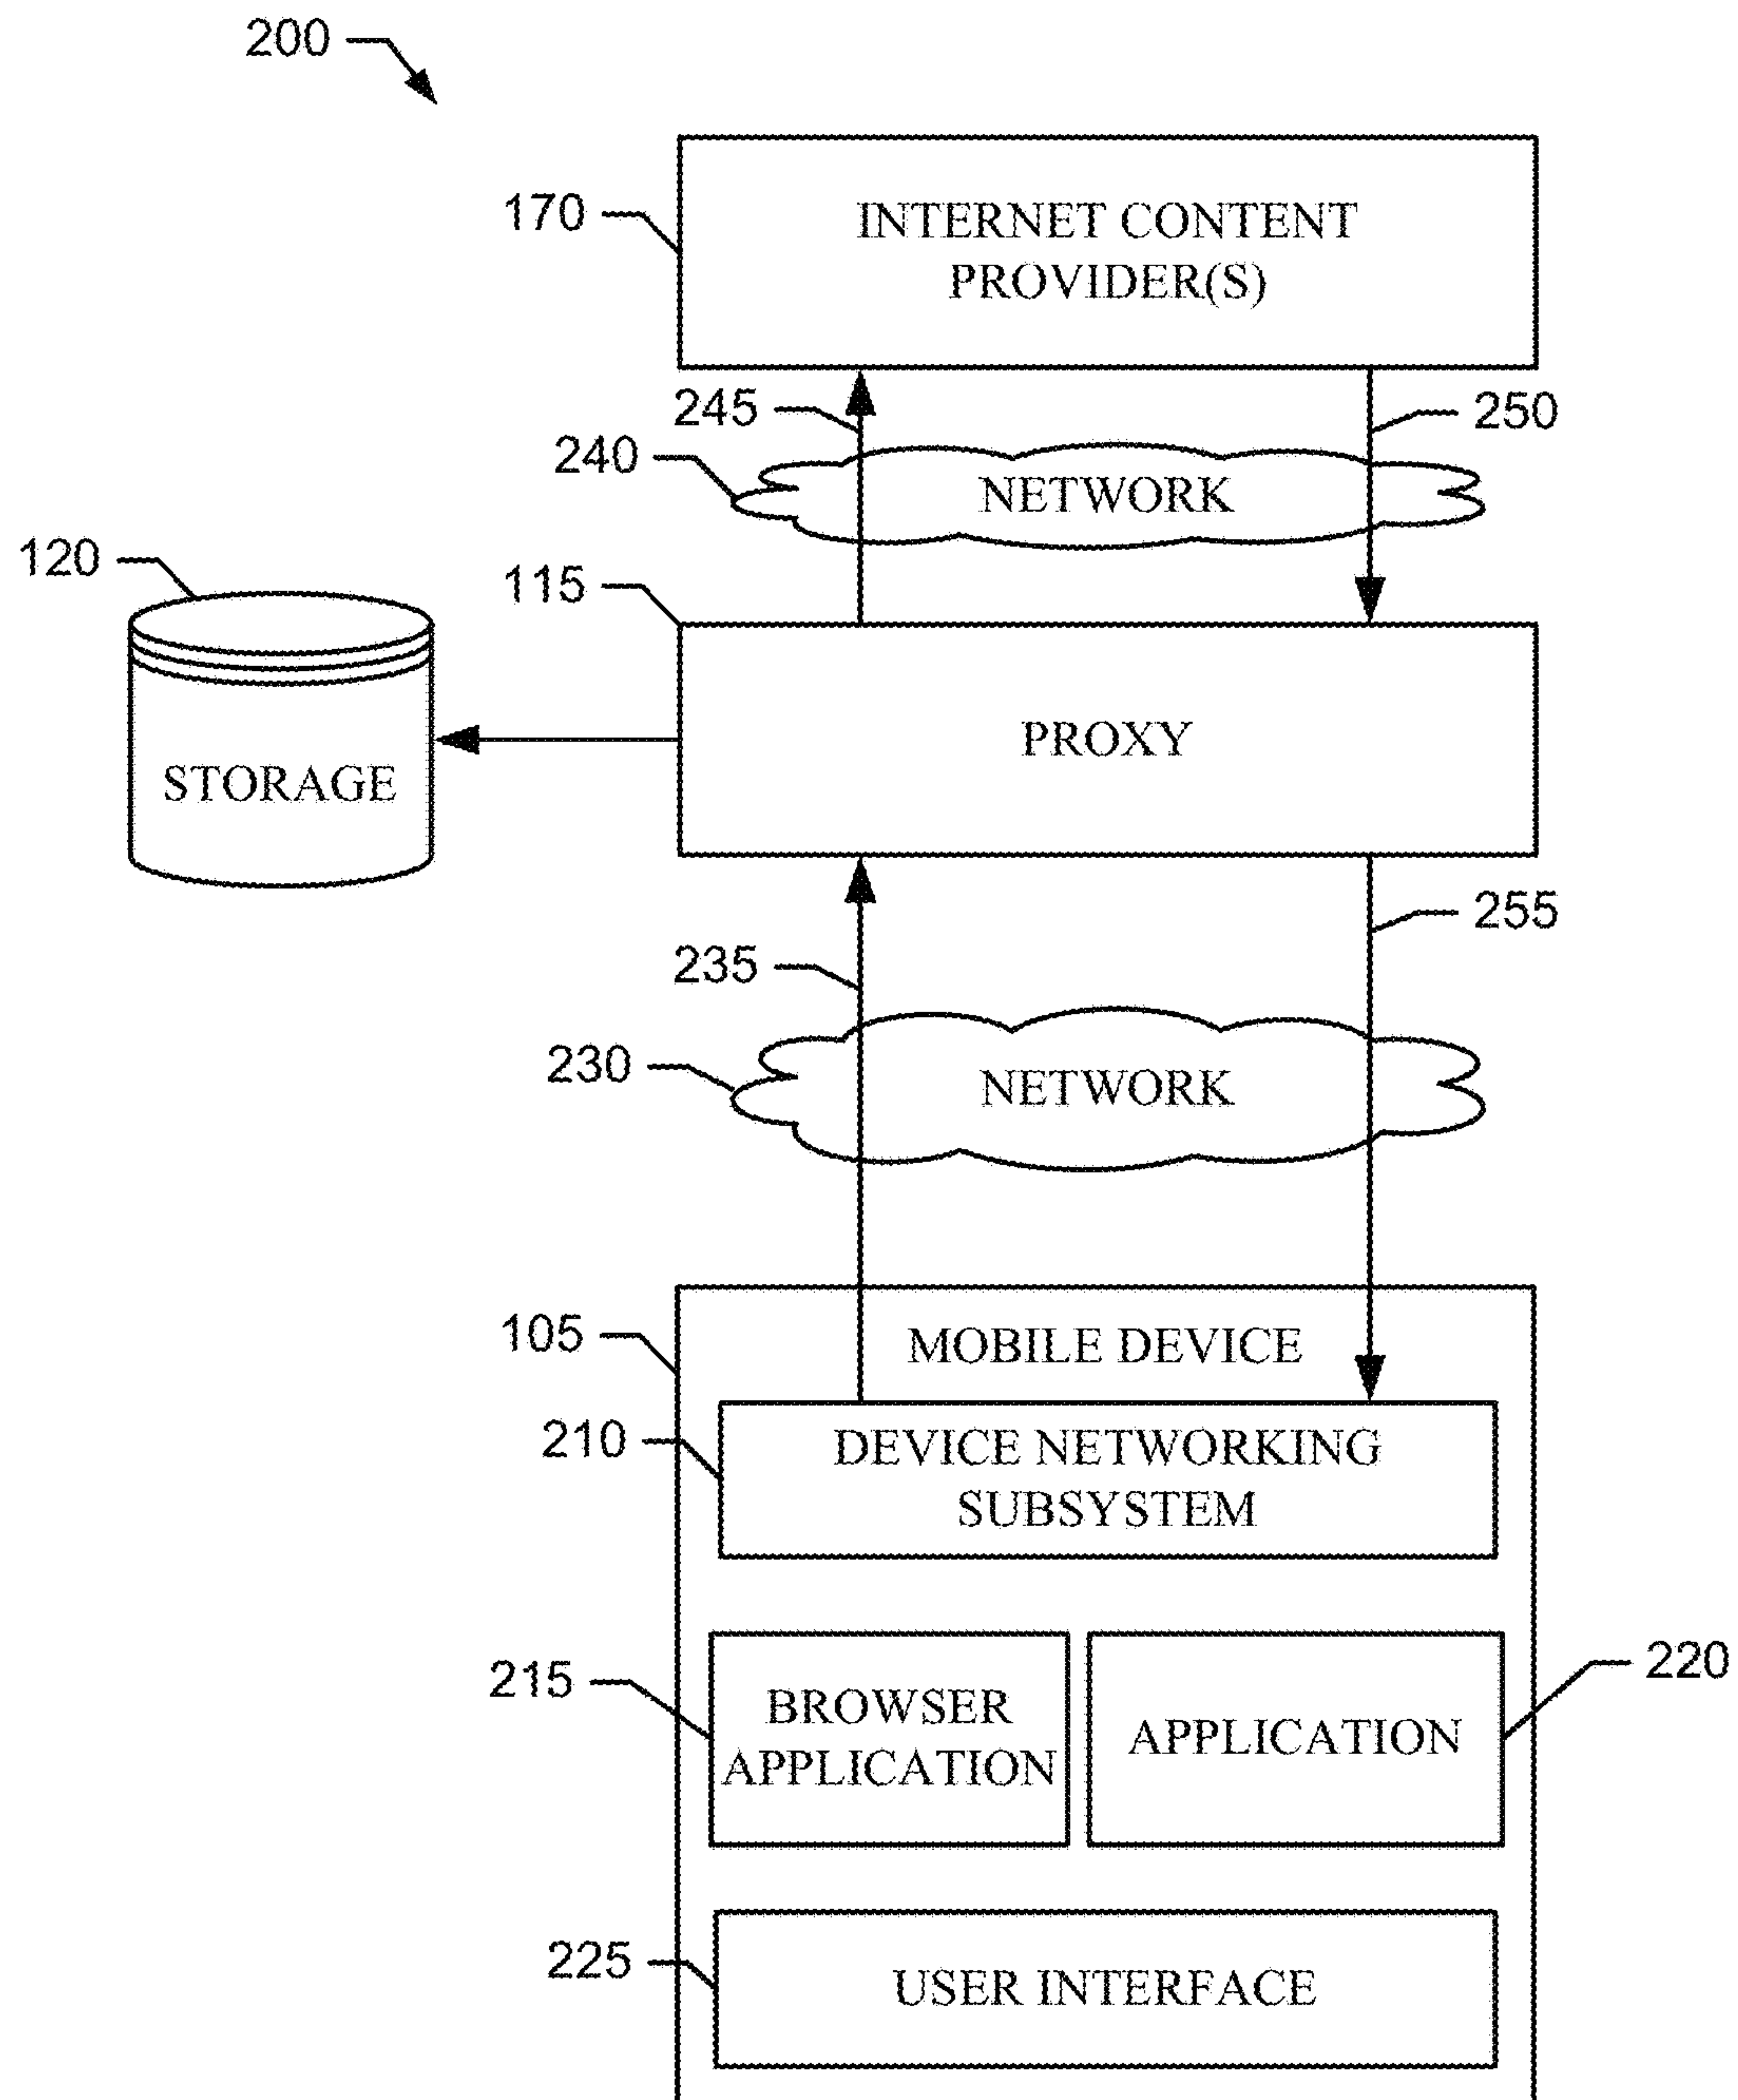 200
170
INTERNET CONTENT
PROVIDER(S)
245
250
240
NETWORK
120
115
STORAGE
PROXY
235
255
230
NETWORK
105
MOBILE DEVICE
210
DEVICE NETWORKING
SUBSYSTEM
215
BROWSER
APPLICATION
APPLICATION
220
225
USER INTERFACE